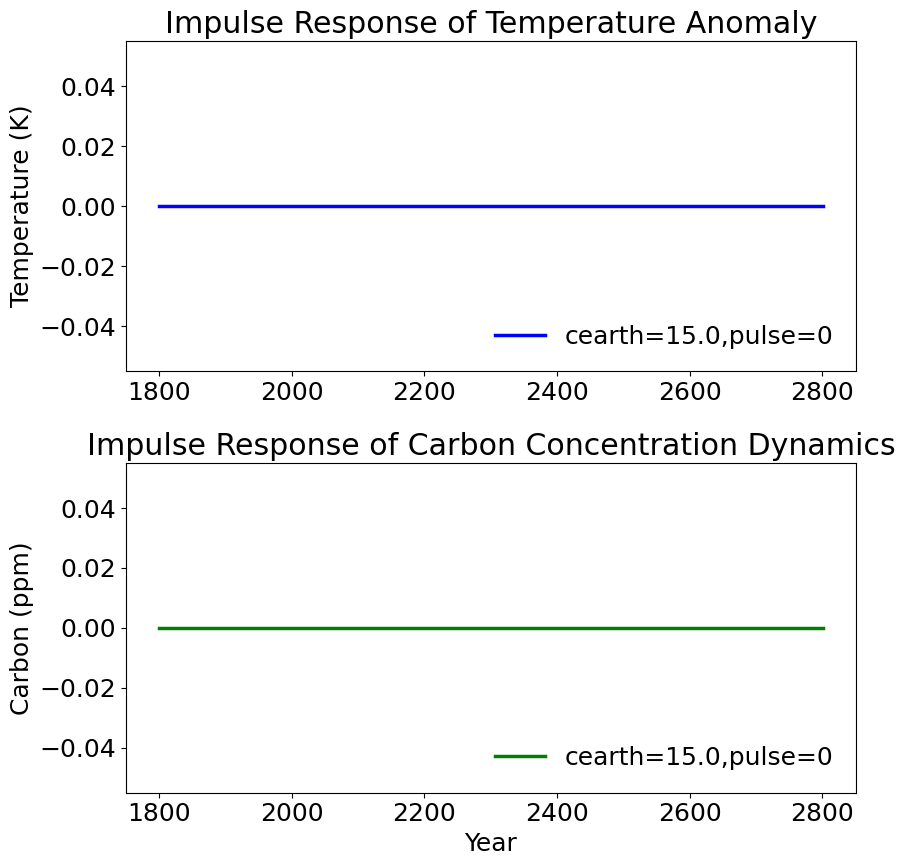 Impulse Response of Temperature Anomaly
Temperature (K)
0.04
0.02
0.00
−0.02
−0.04
cearth=15.0,pulse=0
1800 2000 2200 2400 2600 2800
Impulse Response of Carbon Concentration Dynamics
Carbon (ppm)
0.04
0.02
0.00
−0.02
−0.04
cearth=15.0,pulse=0
1800 2000 2200 2400 2600 2800
Year